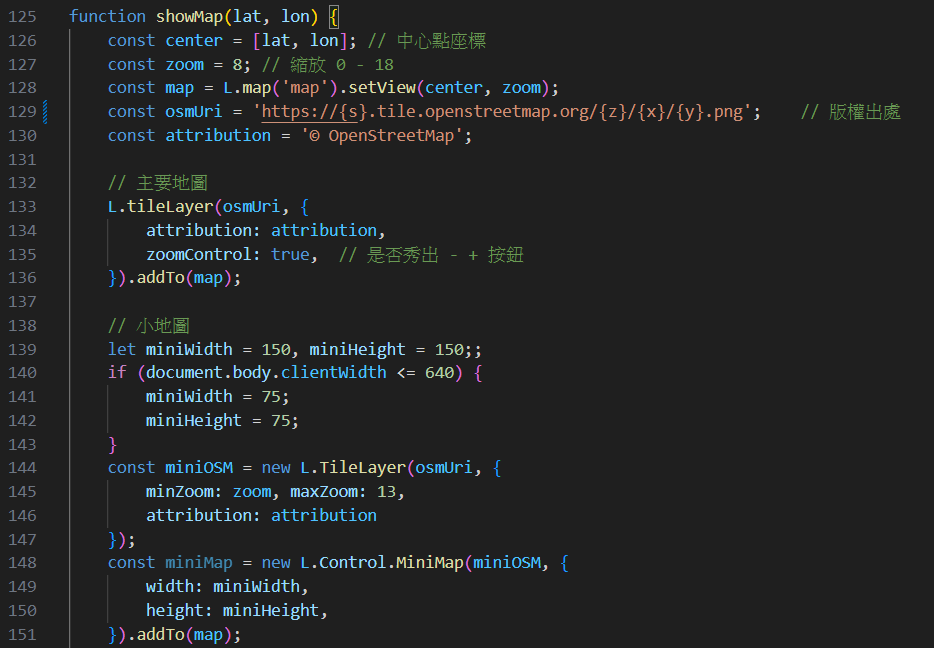 125 function showMap(lat, lon) {
126     const center = [lat, lon]; // 中心點座標
127     const zoom = 8; // 縮放 0 - 18
128     const map = L.map('map').setView(center, zoom);
129     const osmUri = 'https://{s}.tile.openstreetmap.org/{z}/{x}/{y}.png';    // 版權出處
130     const attribution = '© OpenStreetMap';
131
132     // 主要地圖
133     L.tileLayer(osmUri, {
134         attribution: attribution,
135         zoomControl: true,  // 是否秀出 - + 按鈕
136     }).addTo(map);
137
138     // 小地圖
139     let miniWidth = 150, miniHeight = 150;;
140     if (document.body.clientWidth <= 640) {
141         miniWidth = 75;
142         miniHeight = 75;
143     }
144     const miniOSM = new L.TileLayer(osmUri, {
145         minZoom: zoom, maxZoom: 13,
146         attribution: attribution
147     });
148     const miniMap = new L.Control.MiniMap(miniOSM, {
149         width: miniWidth,
150         height: miniHeight,
151     }).addTo(map);